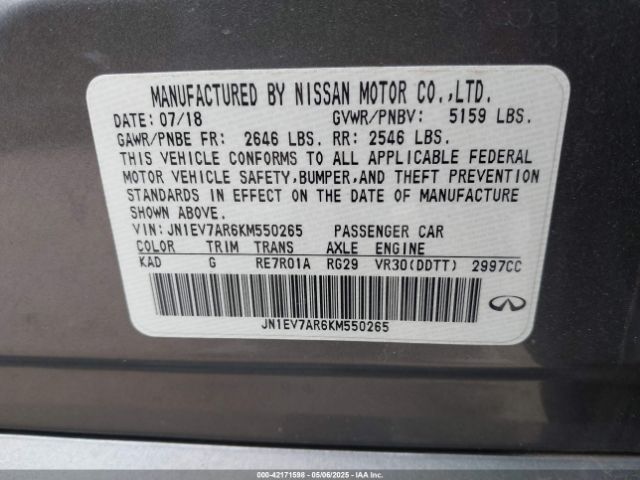 MANUFACTURED BY NISSAN MOTOR CO.,LTD.
DATE: 07/18 GVWR/PNBV: 5159 LBS.
GAWR/PNBE FR: 2646 LBS. RR: 2546 LBS.
THIS VEHICLE CONFORMS TO ALL APPLICABLE FEDERAL
MOTOR VEHICLE SAFETY,BUMPER,AND THEFT PREVENTION
STANDARDS IN EFFECT ON THE DATE OF MANUFACTURE
SHOWN ABOVE.
VIN: JN1EV7AR6KM550265 PASSENGER CAR
COLOR TRIM TRANS AXLE ENGINE
KAD G RE7R01A RG29 VR30(DDTT) 2997CC
JN1EV7AR6KM550265
000-42171598 - 05/06/2025 - IAAI.COM